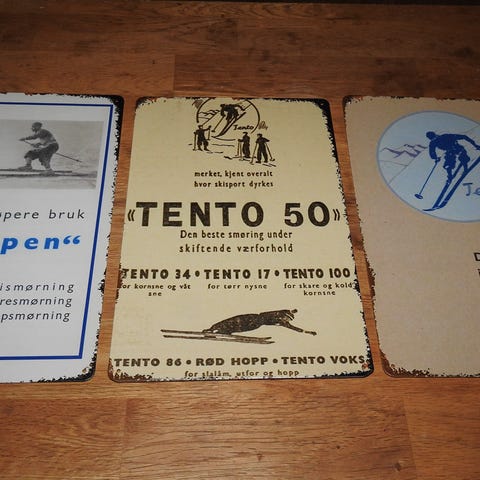 øpere bruk
pen“
ismørning
resmørning
psmørning
Tento
merket, kjent overalt
hvor skisport dyrkes
«TENTO 50»
Den beste smøring under
skiftende værforhold
TENTO 34 • TENTO 17 • TENTO 100
for kornsne og våt sne
for tørr nysne
for skare og kold kornsne
TENTO 86 • RØD HOPP • TENTO VOKS
for slalåm, utfor og hopp
Te
D